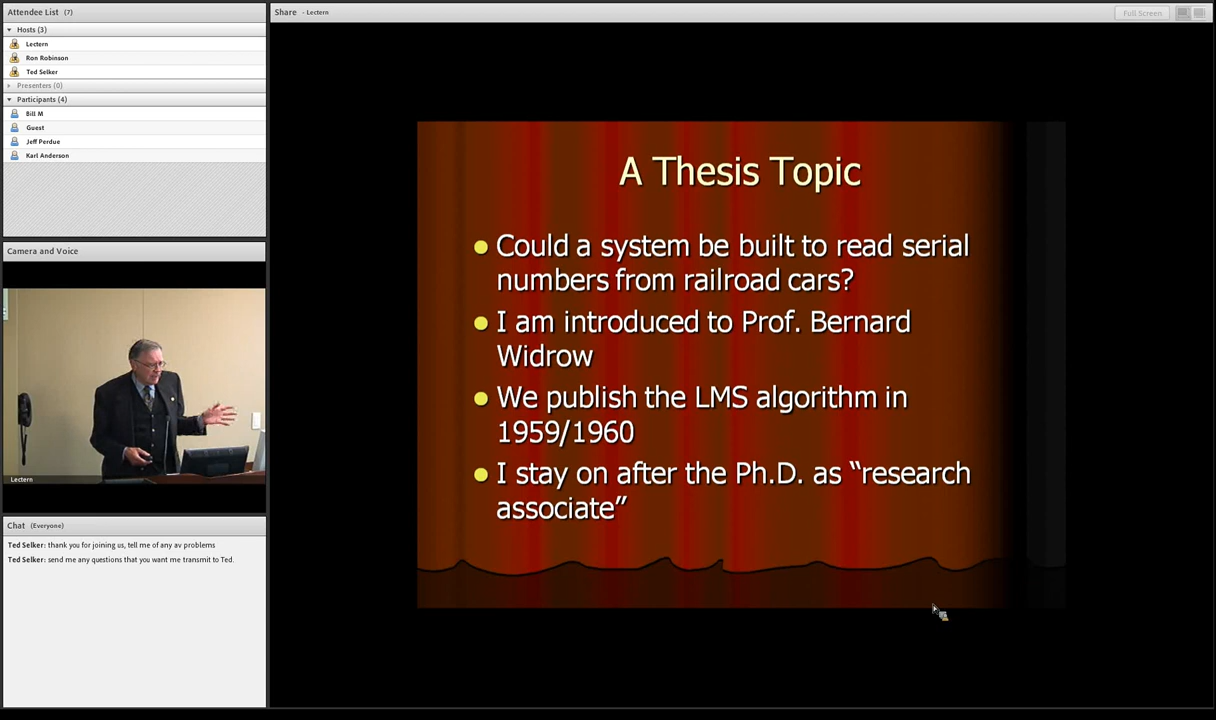 Attendee List (7)
Hosts (3)
Lectern
Ron Robinson
Ted Selker
Presenters (0)
Participants (4)
Bill M
Guest
Jeff Perdue
Karl Anderson
Camera and Voice
Lectern
Chat (Everyone)
Ted Selker: thank you for joining us, tell me of any av problems
Ted Selker: send me any questions that you want me transmit to Ted.
Share - Lectern
Full Screen
A Thesis Topic
Could a system be built to read serial
numbers from railroad cars?
I am introduced to Prof. Bernard
Widrow
We publish the LMS algorithm in
1959/1960
I stay on after the Ph.D. as “research
associate”